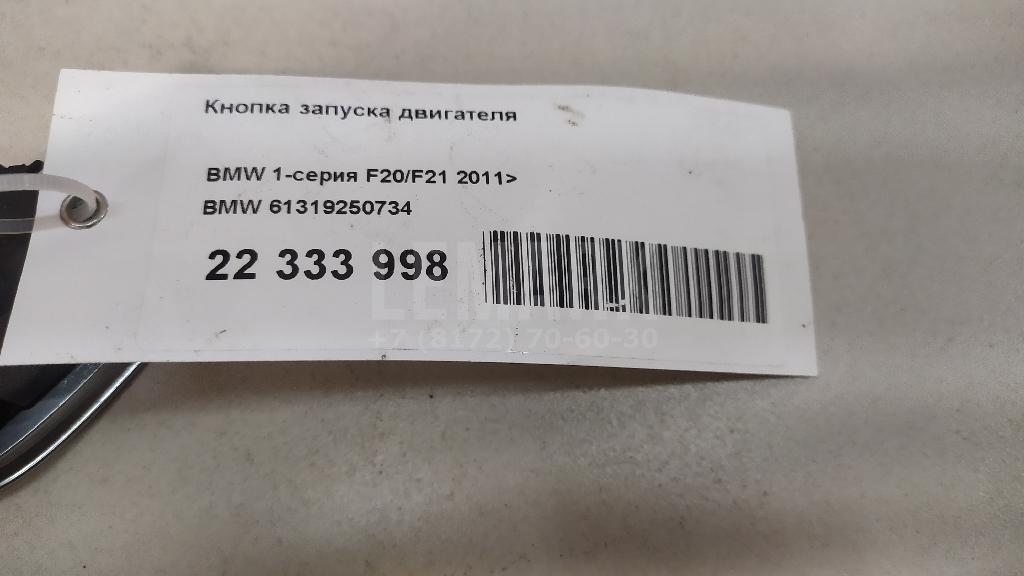 Кнопка запуска двигателя
BMW 1-серия F20/F21 2011>
BMW 61319250734
22 333 998
+7 (8172) 70-60-30